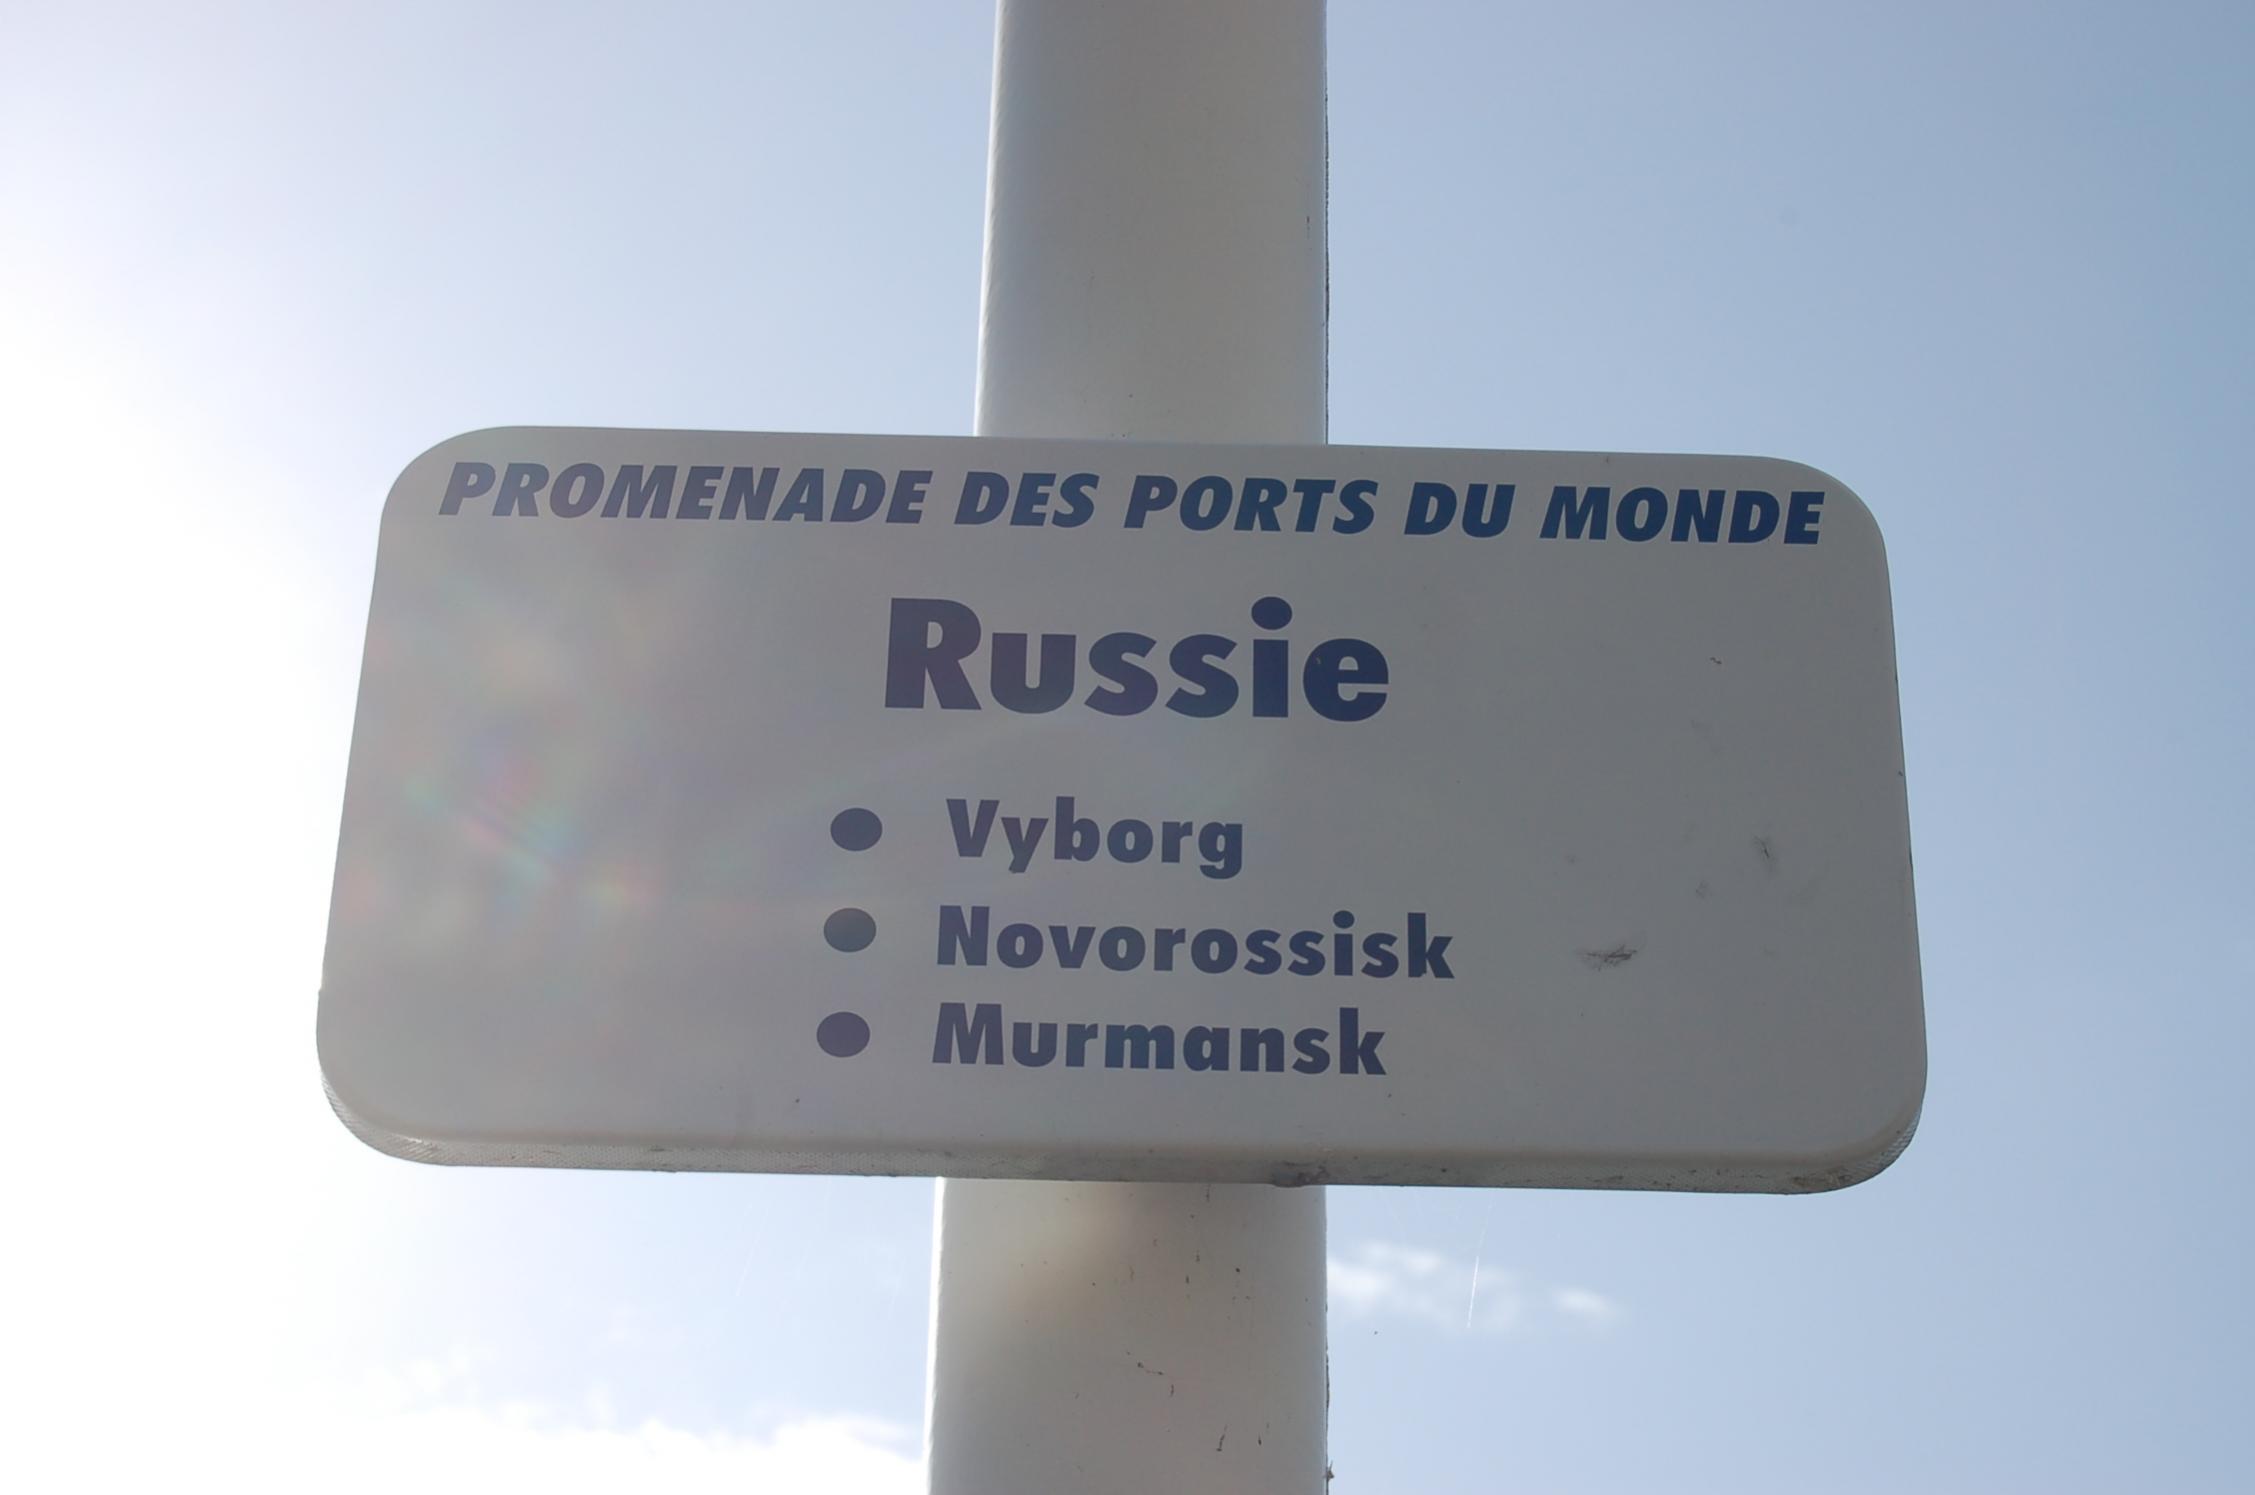 PROMENADE DES PORTS DU MONDE
Russie
● Vyborg
● Novorossisk
● Murmansk